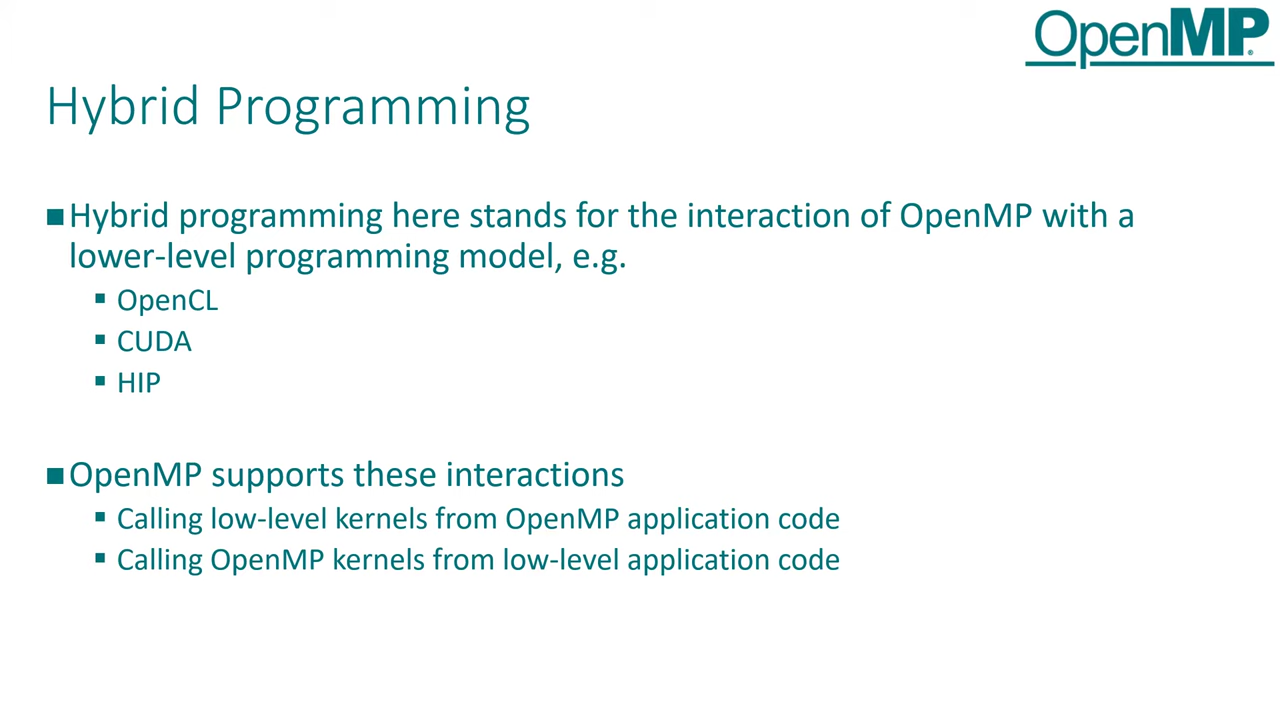 OpenMP®
Hybrid Programming
■Hybrid programming here stands for the interaction of OpenMP with a
lower-level programming model, e.g.
▪ OpenCL
▪ CUDA
▪ HIP
■OpenMP supports these interactions
▪ Calling low-level kernels from OpenMP application code
▪ Calling OpenMP kernels from low-level application code